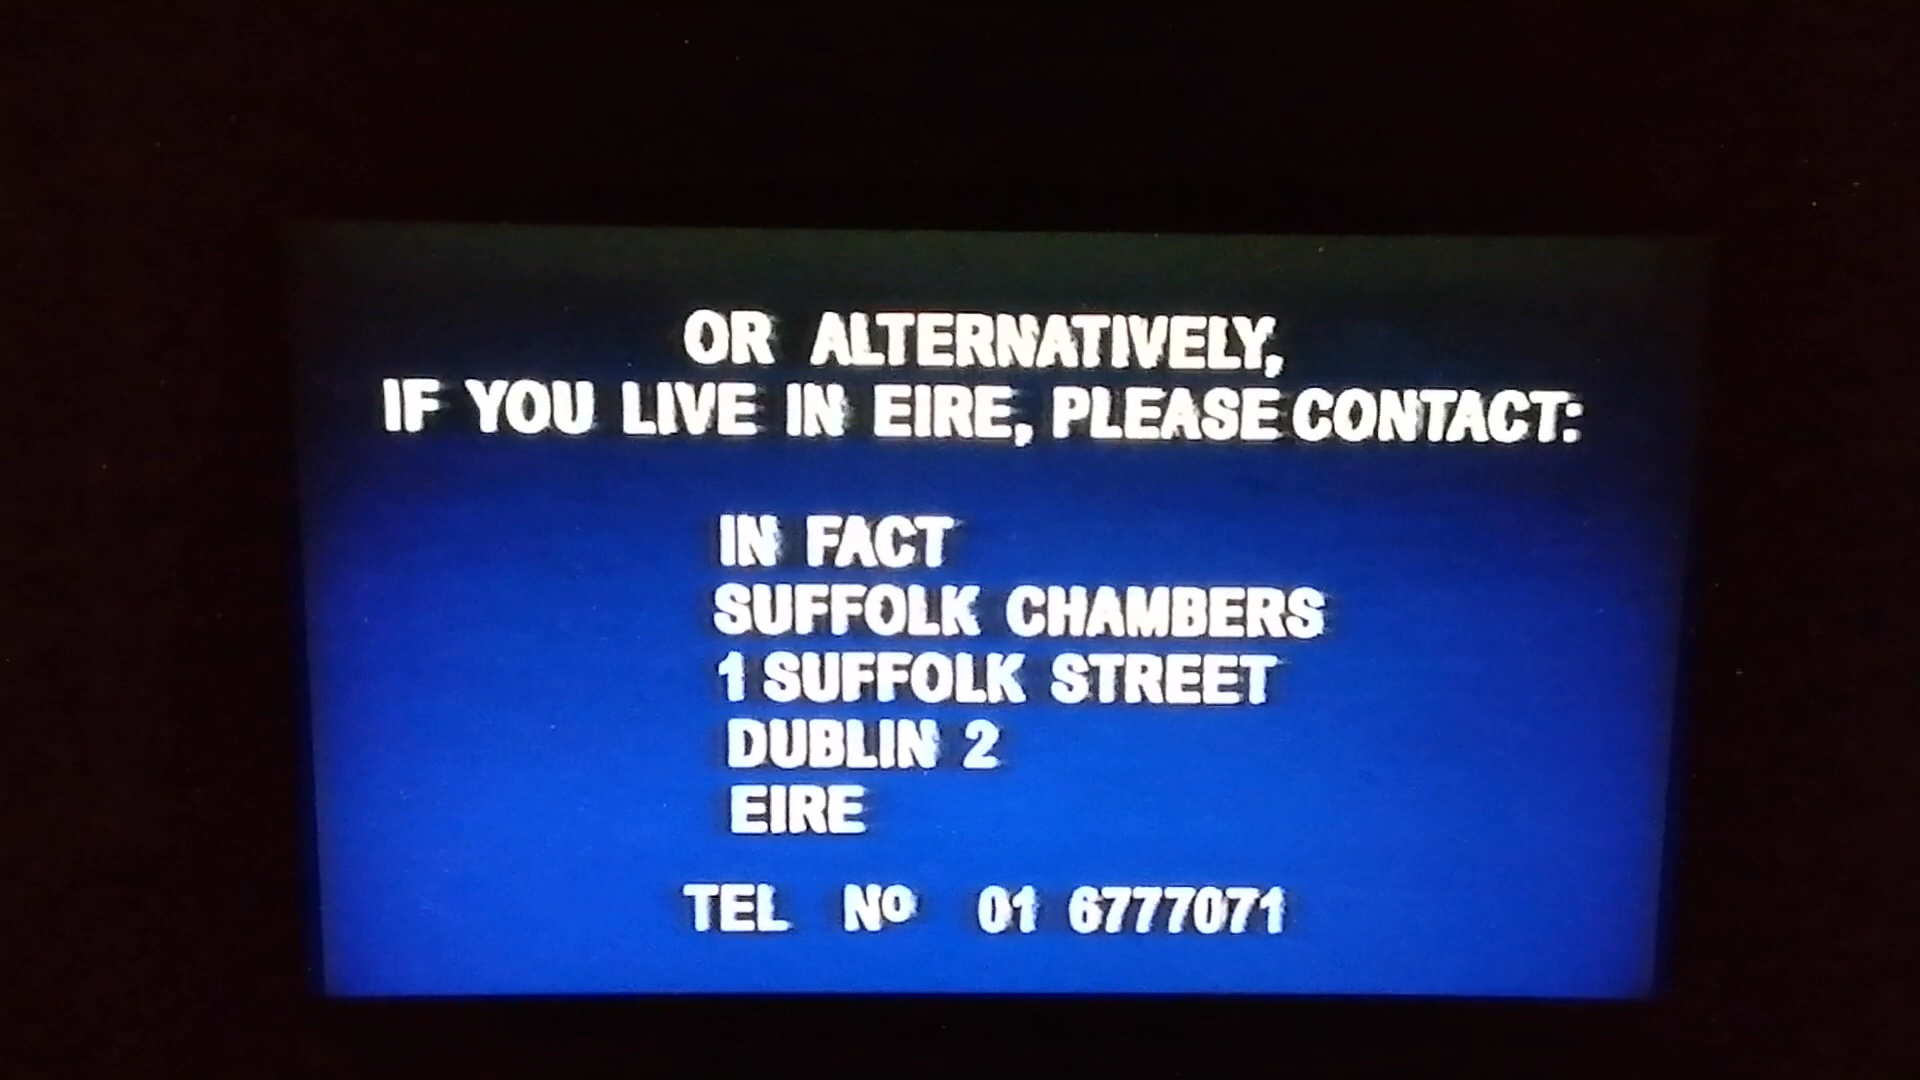 OR ALTERNATIVELY,
IF YOU LIVE IN EIRE, PLEASE CONTACT:
IN FACT
SUFFOLK CHAMBERS
1 SUFFOLK STREET
DUBLIN 2
EIRE
TEL Nº 01 6777071